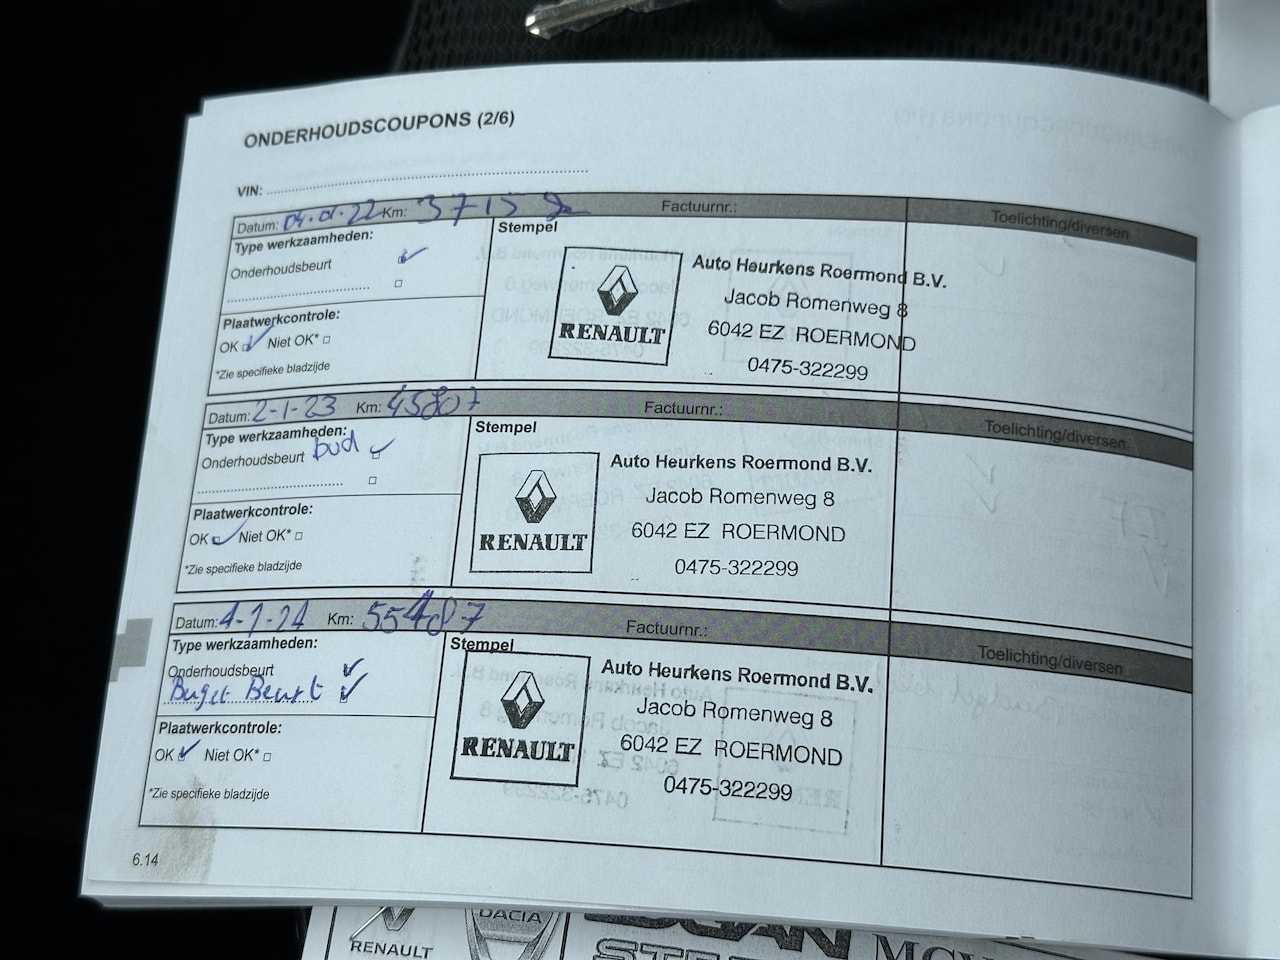 ONDERHOUDSCOUPONS (2/6)
VIN:
Datum: 04-01-22 Km: 3715 Factuurnr.: Toelichting/diversen
Type werkzaamheden:
Onderhoudsbeurt
Plaatwerkcontrole:
OK Niet OK*
*Zie specifieke bladzijde
Stempel
RENAULT
Auto Heurkens Roermond B.V.
Jacob Romenweg 8
6042 EZ ROERMOND
0475-322299
Datum: 2-1-23 Km: 45807 Factuurnr.: Toelichting/diversen
Type werkzaamheden:
Onderhoudsbeurt bud
Plaatwerkcontrole:
OK Niet OK*
*Zie specifieke bladzijde
Stempel
RENAULT
Auto Heurkens Roermond B.V.
Jacob Romenweg 8
6042 EZ ROERMOND
0475-322299
Datum: 4-1-24 Km: 55487 Factuurnr.: Toelichting/diversen
Type werkzaamheden:
Onderhoudsbeurt
Buget Beurt
Plaatwerkcontrole:
OK Niet OK*
*Zie specifieke bladzijde
Stempel
RENAULT
Auto Heurkens Roermond B.V.
Jacob Romenweg 8
6042 EZ ROERMOND
0475-322299
6.14
RENAULT
DACIA